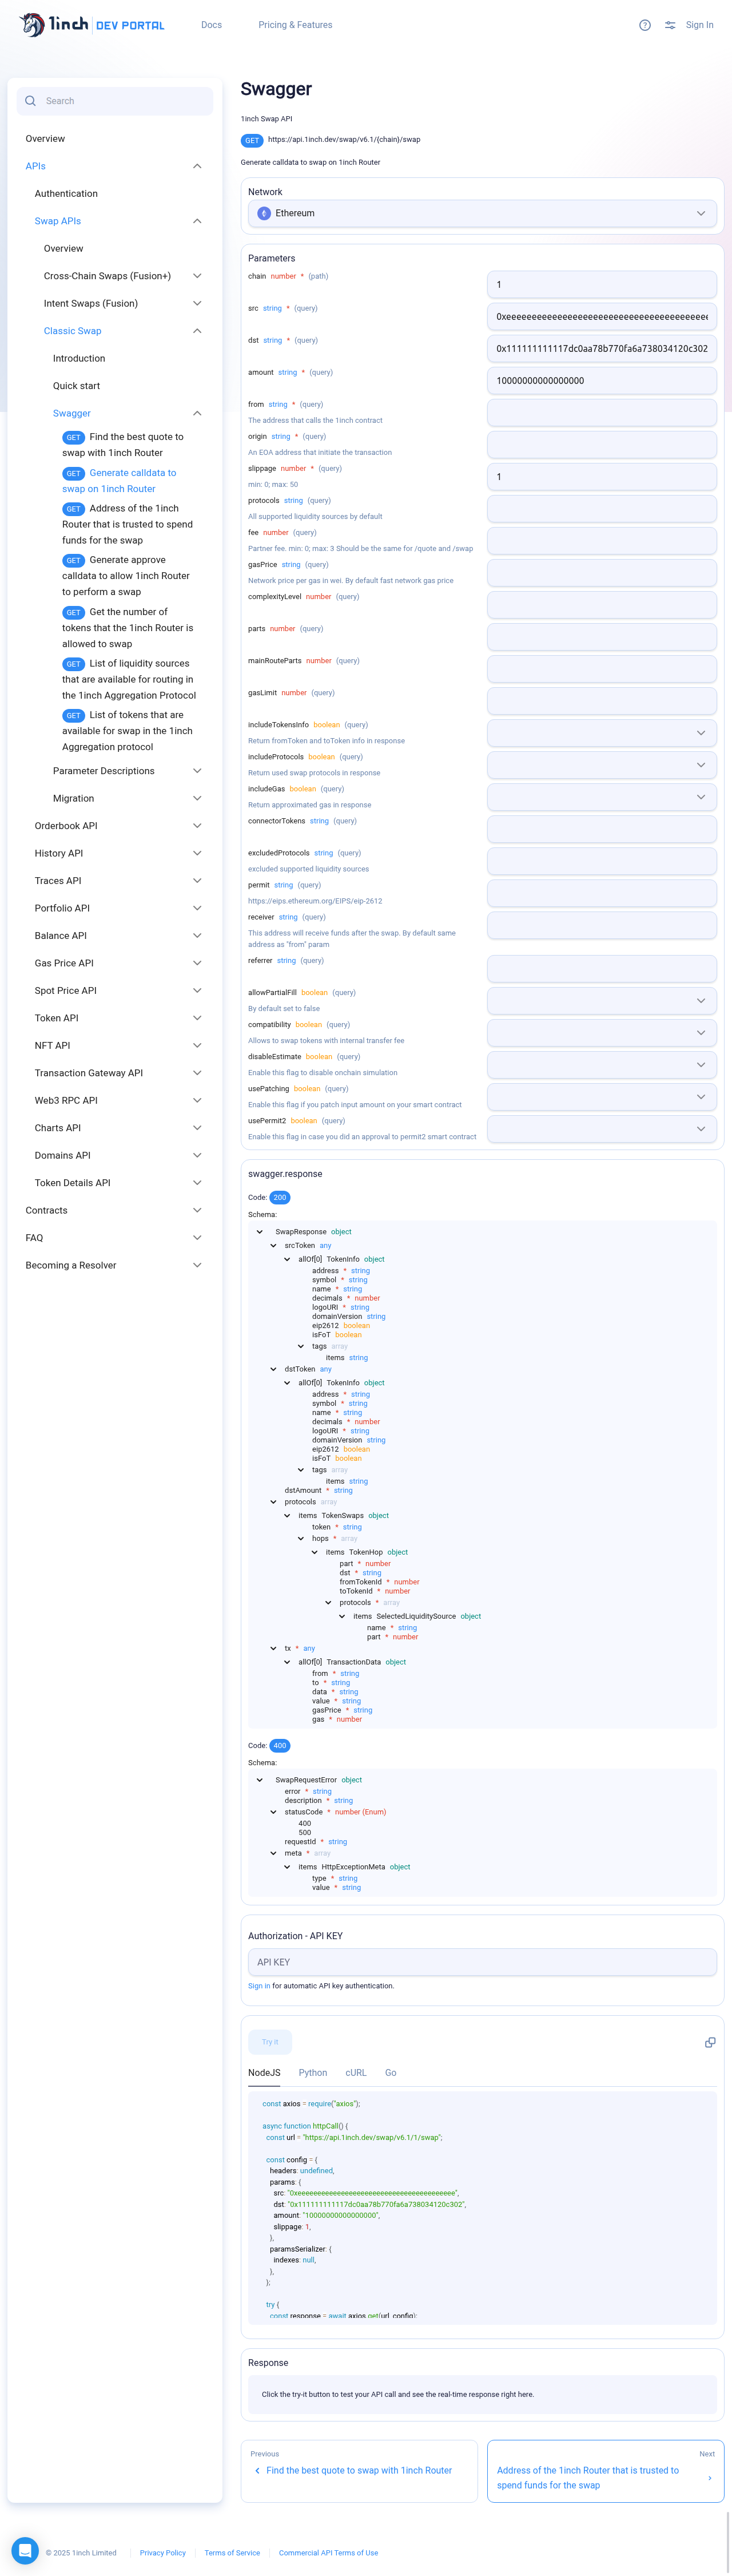 1inch DEV PORTAL
Docs
Pricing & Features
Sign In
Search
Overview
APIs
Authentication
Swap APIs
Overview
Cross-Chain Swaps (Fusion+)
Intent Swaps (Fusion)
Classic Swap
Introduction
Quick start
Swagger
GET Find the best quote to
swap with 1inch Router
GET Generate calldata to
swap on 1inch Router
GET Address of the 1inch
Router that is trusted to spend
funds for the swap
GET Generate approve
calldata to allow 1inch Router
to perform a swap
GET Get the number of
tokens that the 1inch Router is
allowed to swap
GET List of liquidity sources
that are available for routing in
the 1inch Aggregation Protocol
GET List of tokens that are
available for swap in the 1inch
Aggregation protocol
Parameter Descriptions
Migration
Orderbook API
History API
Traces API
Portfolio API
Balance API
Gas Price API
Spot Price API
Token API
NFT API
Transaction Gateway API
Web3 RPC API
Charts API
Domains API
Token Details API
Contracts
FAQ
Becoming a Resolver
Swagger
1inch Swap API
GET https://api.1inch.dev/swap/v6.1/{chain}/swap
Generate calldata to swap on 1inch Router
Network
Ethereum
Parameters
chain number * (path)
1
src string * (query)
0xeeeeeeeeeeeeeeeeeeeeeeeeeeeeeeeeeeeeeeee
dst string * (query)
0x111111111117dc0aa78b770fa6a738034120c302
amount string * (query)
10000000000000000
from string * (query)
The address that calls the 1inch contract
origin string * (query)
An EOA address that initiate the transaction
slippage number * (query)
1
min: 0; max: 50
protocols string (query)
All supported liquidity sources by default
fee number (query)
Partner fee. min: 0; max: 3 Should be the same for /quote and /swap
gasPrice string (query)
Network price per gas in wei. By default fast network gas price
complexityLevel number (query)
parts number (query)
mainRouteParts number (query)
gasLimit number (query)
includeTokensInfo boolean (query)
Return fromToken and toToken info in response
includeProtocols boolean (query)
Return used swap protocols in response
includeGas boolean (query)
Return approximated gas in response
connectorTokens string (query)
excludedProtocols string (query)
excluded supported liquidity sources
permit string (query)
https://eips.ethereum.org/EIPS/eip-2612
receiver string (query)
This address will receive funds after the swap. By default same
address as "from" param
referrer string (query)
allowPartialFill boolean (query)
By default set to false
compatibility boolean (query)
Allows to swap tokens with internal transfer fee
disableEstimate boolean (query)
Enable this flag to disable onchain simulation
usePatching boolean (query)
Enable this flag if you patch input amount on your smart contract
usePermit2 boolean (query)
Enable this flag in case you did an approval to permit2 smart contract
swagger.response
Code: 200
Schema:
SwapResponse object
srcToken any
allOf[0] TokenInfo object
address * string
symbol * string
name * string
decimals * number
logoURI * string
domainVersion string
eip2612 boolean
isFoT boolean
tags array
items string
dstToken any
allOf[0] TokenInfo object
address * string
symbol * string
name * string
decimals * number
logoURI * string
domainVersion string
eip2612 boolean
isFoT boolean
tags array
items string
dstAmount * string
protocols array
items TokenSwaps object
token * string
hops * array
items TokenHop object
part * number
dst * string
fromTokenId * number
toTokenId * number
protocols * array
items SelectedLiquiditySource object
name * string
part * number
tx * any
allOf[0] TransactionData object
from * string
to * string
data * string
value * string
gasPrice * string
gas * number
Code: 400
Schema:
SwapRequestError object
error * string
description * string
statusCode * number (Enum)
400
500
requestId * string
meta * array
items HttpExceptionMeta object
type * string
value * string
Authorization - API KEY
API KEY
Sign in for automatic API key authentication.
Try it
NodeJS
Python
cURL
Go
const axios = require("axios");
async function httpCall() {
const url = "https://api.1inch.dev/swap/v6.1/1/swap";
const config = {
headers: undefined,
params: {
src: "0xeeeeeeeeeeeeeeeeeeeeeeeeeeeeeeeeeeeeeeee",
dst: "0x111111111117dc0aa78b770fa6a738034120c302",
amount: "10000000000000000",
slippage: 1,
},
paramsSerializer: {
indexes: null,
},
};
try {
const response = await axios.get(url, config);
Response
Click the try-it button to test your API call and see the real-time response right here.
Previous
Find the best quote to swap with 1inch Router
Next
Address of the 1inch Router that is trusted to
spend funds for the swap
© 2025 1inch Limited
Privacy Policy
Terms of Service
Commercial API Terms of Use